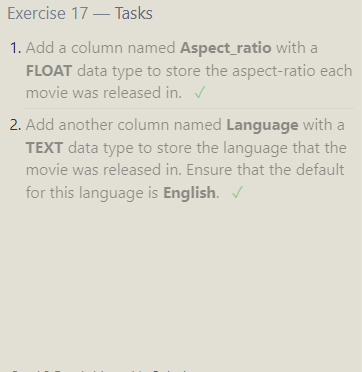 Exercise 17 — Tasks
1. Add a column named Aspect_ratio with a
FLOAT data type to store the aspect-ratio each
movie was released in. ✓
2. Add another column named Language with a
TEXT data type to store the language that the
movie was released in. Ensure that the default
for this language is English. ✓